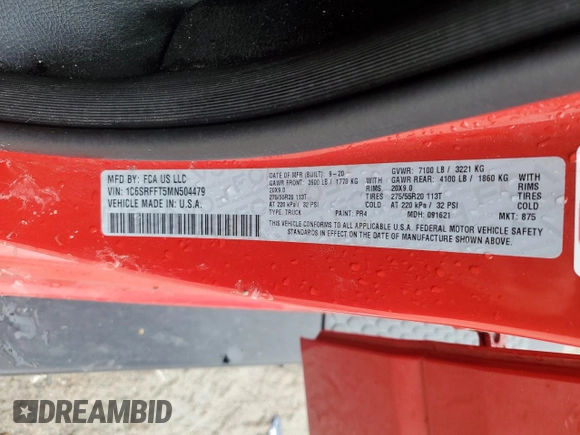 MFD BY: FCA US LLC
VIN: 1C6SRFFT5MN504479
VEHICLE MADE IN: U.S.A.
DATE OF MFR (BUILT): 9-20
GAWR FRONT: 3900 LB / 1770 KG WITH
20X9.0 RIMS
275/55R20 113T TIRES
AT 220 kPa / 32 PSI COLD
TYPE: TRUCK PAINT: PR4
GVWR: 7100 LB / 3221 KG
GAWR REAR: 4100 LB / 1860 KG WITH
20X9.0 RIMS
275/55R20 113T TIRES
AT 220 kPa / 32 PSI COLD
MDH: 091621 MKT: 875
THIS VEHICLE CONFORMS TO ALL APPLICABLE U.S.A. FEDERAL MOTOR VEHICLE SAFETY
STANDARDS IN EFFECT ON THE DATE OF MANUFACTURE SHOWN ABOVE.
DREAMBID